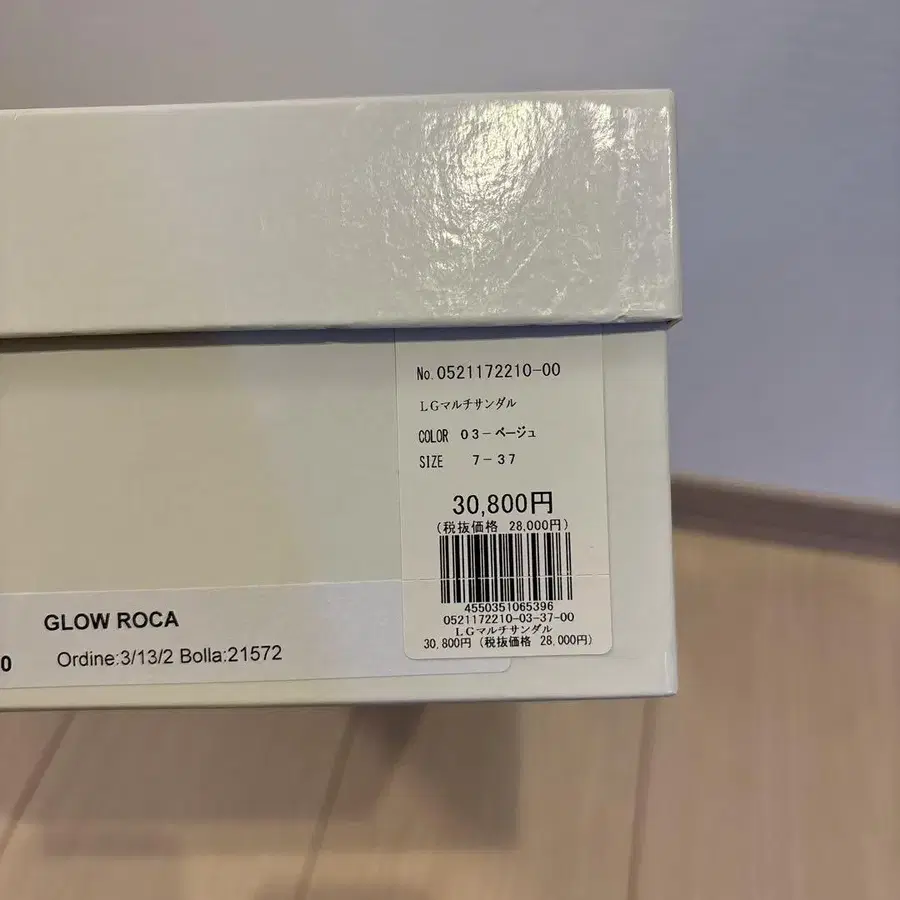 No.0521172210-00
LGマルチサンダル
COLOR 03-ベージュ
SIZE 7-37
30,800円
(税抜価格 28,000円)
4550351065396
0521172210-03-37-00
LGマルチサンダル
30,800円 (税抜価格 28,000円)
GLOW ROCA
0 Ordine:3/13/2 Bolla:21572